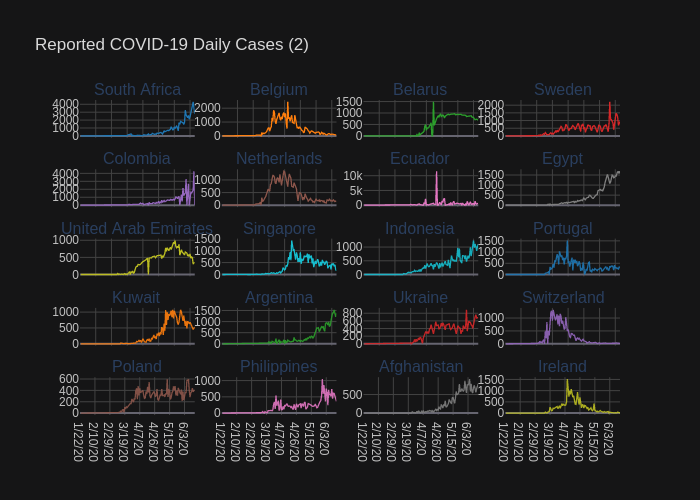 Reported COVID-19 Daily Cases (2)
South Africa
Belgium
Belarus
Sweden
4000
3000
2000
1000
0
2000
1000
0
1500
1000
500
0
2000
1500
1000
500
0
Colombia
Netherlands
Ecuador
Egypt
4000
3000
2000
1000
0
1000
500
0
10k
5k
0
1500
1000
500
0
United Arab Emirates
Singapore
Indonesia
Portugal
1000
500
0
1500
1000
500
0
1000
500
0
1500
1000
500
0
Kuwait
Argentina
Ukraine
Switzerland
1000
500
0
1500
1000
500
0
800
600
400
200
0
1000
500
0
Poland
Philippines
Afghanistan
Ireland
600
400
200
0
1000
500
0
500
0
1500
1000
500
0
1/22/20 2/10/20 2/29/20 3/19/20 4/7/20 4/26/20 5/15/20 6/3/20
1/22/20 2/10/20 2/29/20 3/19/20 4/7/20 4/26/20 5/15/20 6/3/20
1/22/20 2/10/20 2/29/20 3/19/20 4/7/20 4/26/20 5/15/20 6/3/20
1/22/20 2/10/20 2/29/20 3/19/20 4/7/20 4/26/20 5/15/20 6/3/20